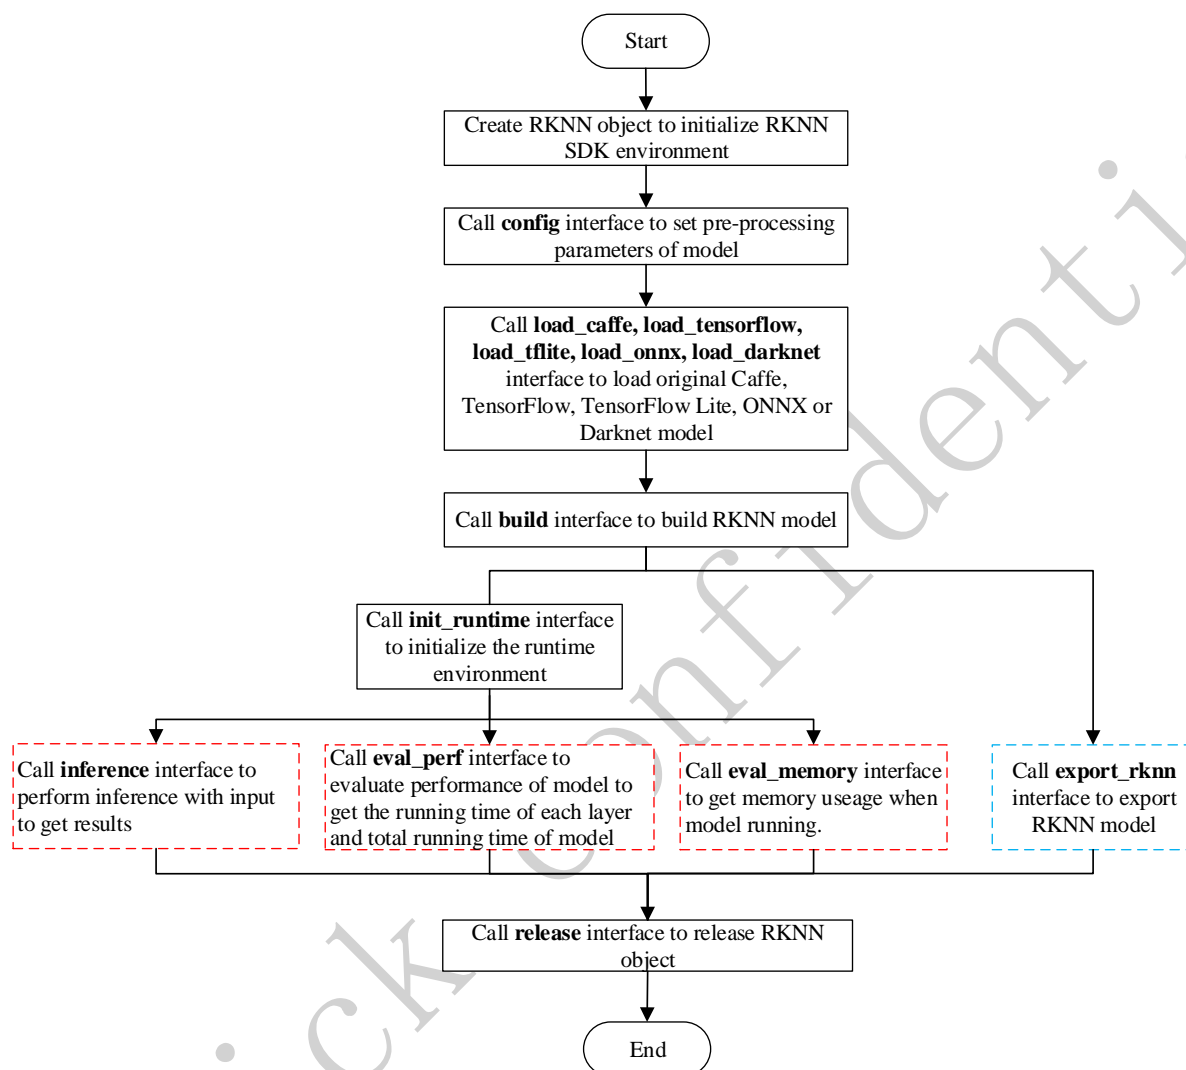 Start
Create RKNN object to initialize RKNN
SDK environment
Call config interface to set pre-processing
parameters of model
Call load_caffe, load_tensorflow,
load_tflite, load_onnx, load_darknet
interface to load original Caffe,
TensorFlow, TensorFlow Lite, ONNX or
Darknet model
Call build interface to build RKNN model
Call init_runtime interface
to initialize the runtime
environment
Call inference interface to
perform inference with input
to get results
Call eval_perf interface to
evaluate performance of model to
get the running time of each layer
and total running time of model
Call eval_memory interface
to get memory useage when
model running.
Call export_rknn
interface to export
RKNN model
Call release interface to release RKNN
object
End
ick confidenti